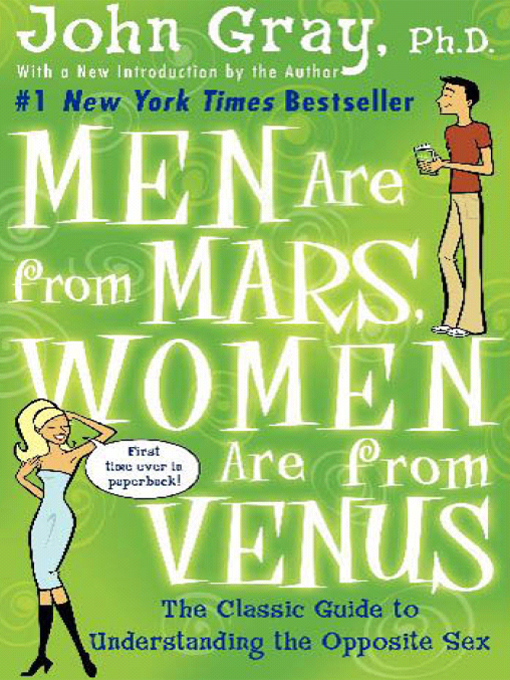 John Gray, Ph.D.
With a New Introduction by the Author
#1 New York Times Bestseller
MEN Are
from MARS,
WOMEN
Are from
VENUS
First
time ever in
paperback!
The Classic Guide to
Understanding the Opposite Sex